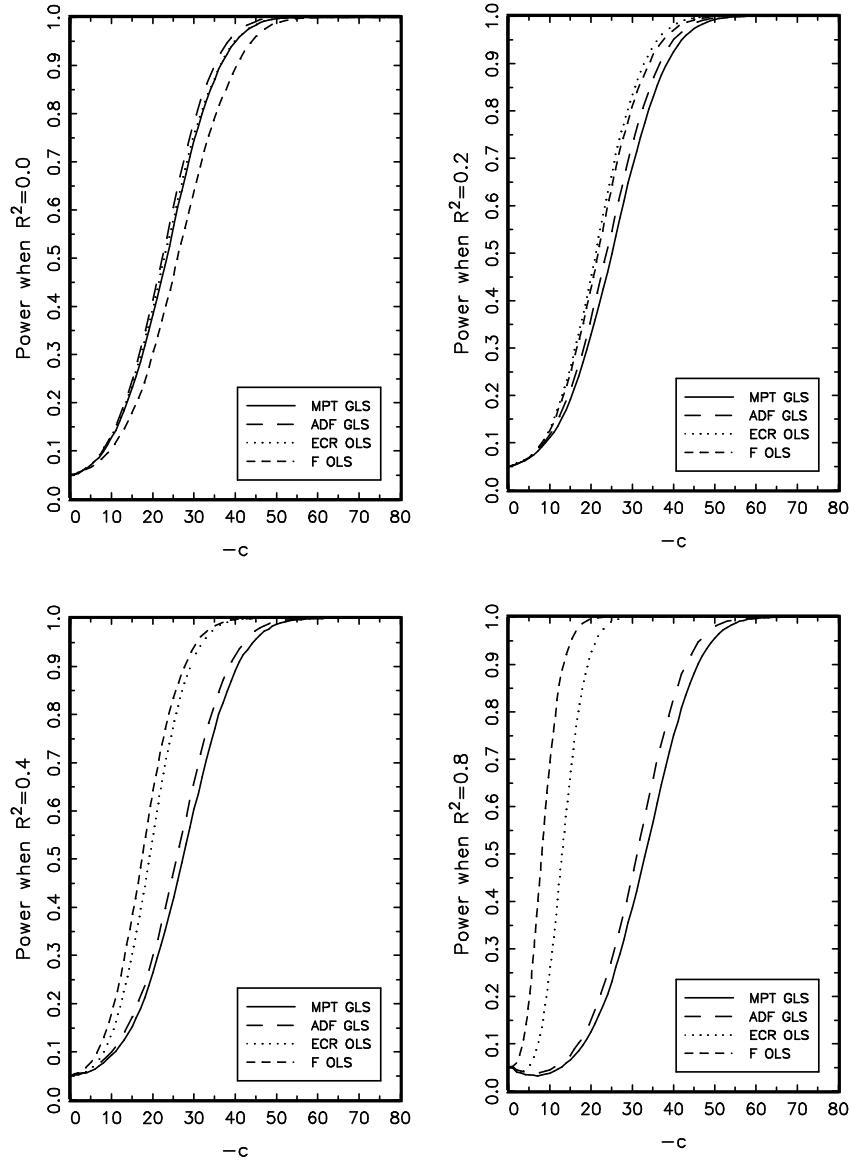 Power when R²=0.0
1.0
0.9
0.8
0.7
0.6
0.5
0.4
0.3
0.2
0.1
0.0
MPT GLS
ADF GLS
ECR OLS
F OLS
0 10 20 30 40 50 60 70 80
−c
Power when R²=0.2
1.0
0.9
0.8
0.7
0.6
0.5
0.4
0.3
0.2
0.1
0.0
MPT GLS
ADF GLS
ECR OLS
F OLS
0 10 20 30 40 50 60 70 80
−c
Power when R²=0.4
1.0
0.9
0.8
0.7
0.6
0.5
0.4
0.3
0.2
0.1
0.0
MPT GLS
ADF GLS
ECR OLS
F OLS
0 10 20 30 40 50 60 70 80
−c
Power when R²=0.8
1.0
0.9
0.8
0.7
0.6
0.5
0.4
0.3
0.2
0.1
0.0
MPT GLS
ADF GLS
ECR OLS
F OLS
0 10 20 30 40 50 60 70 80
−c